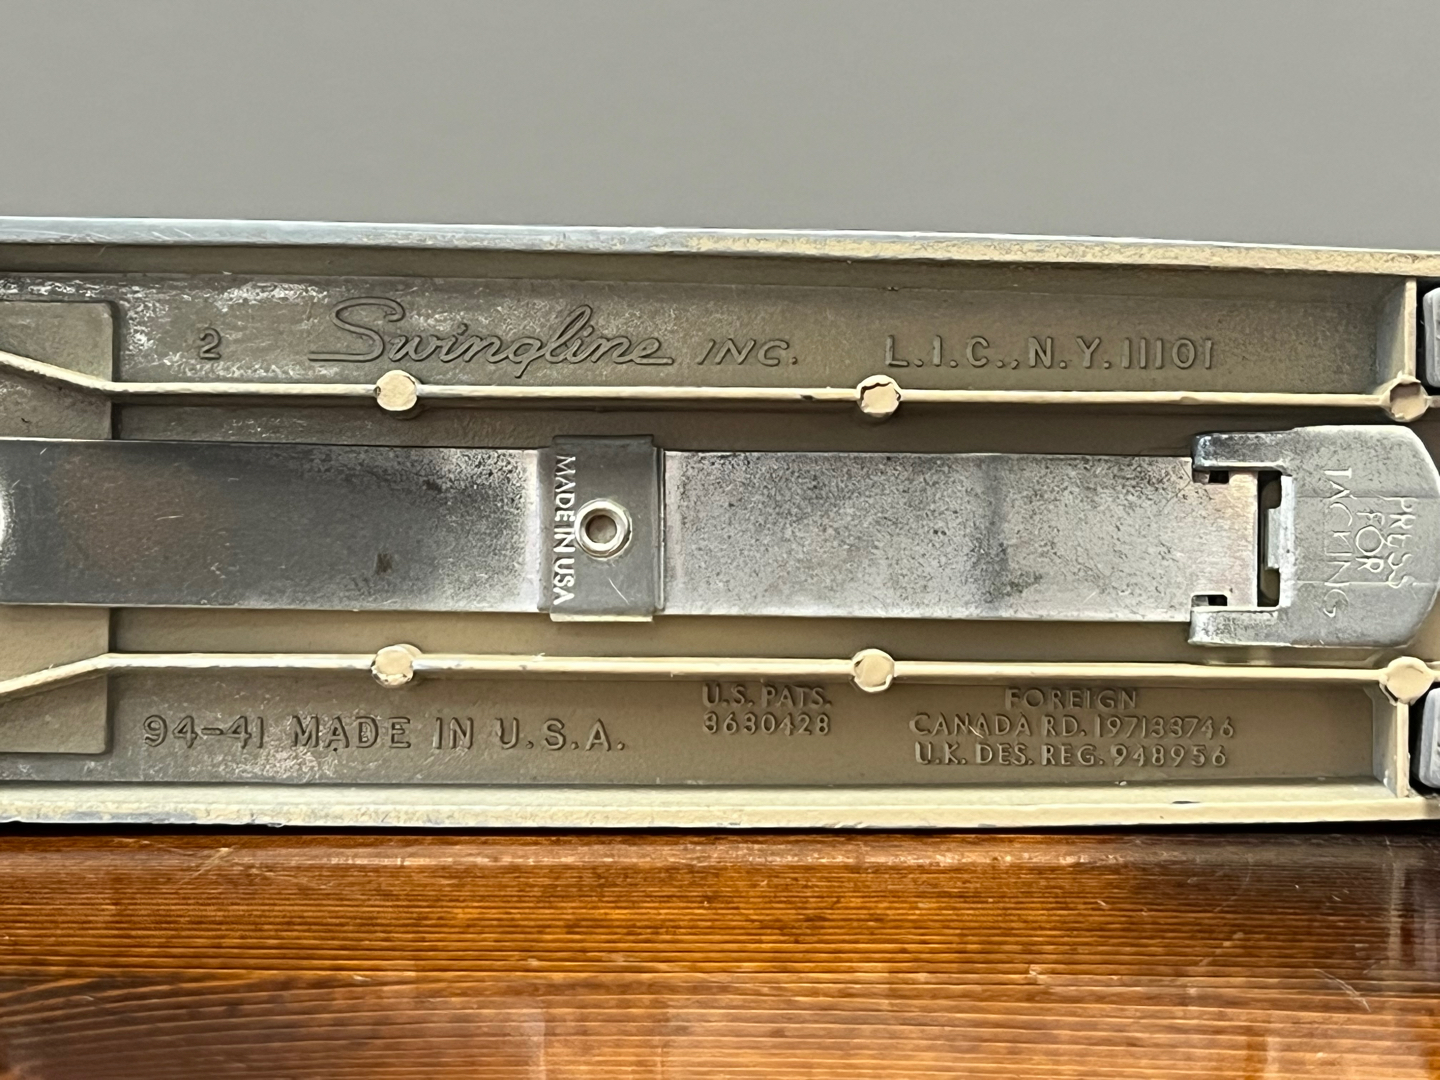 2 Swingline INC. L.I.C.,N.Y.11101
MADE IN USA
PRESS
FOR
TACKING
94-41 MADE IN U.S.A.
U.S. PATS.
3630428
FOREIGN
CANADA RD. 197133746
U.K. DES. REG. 948956